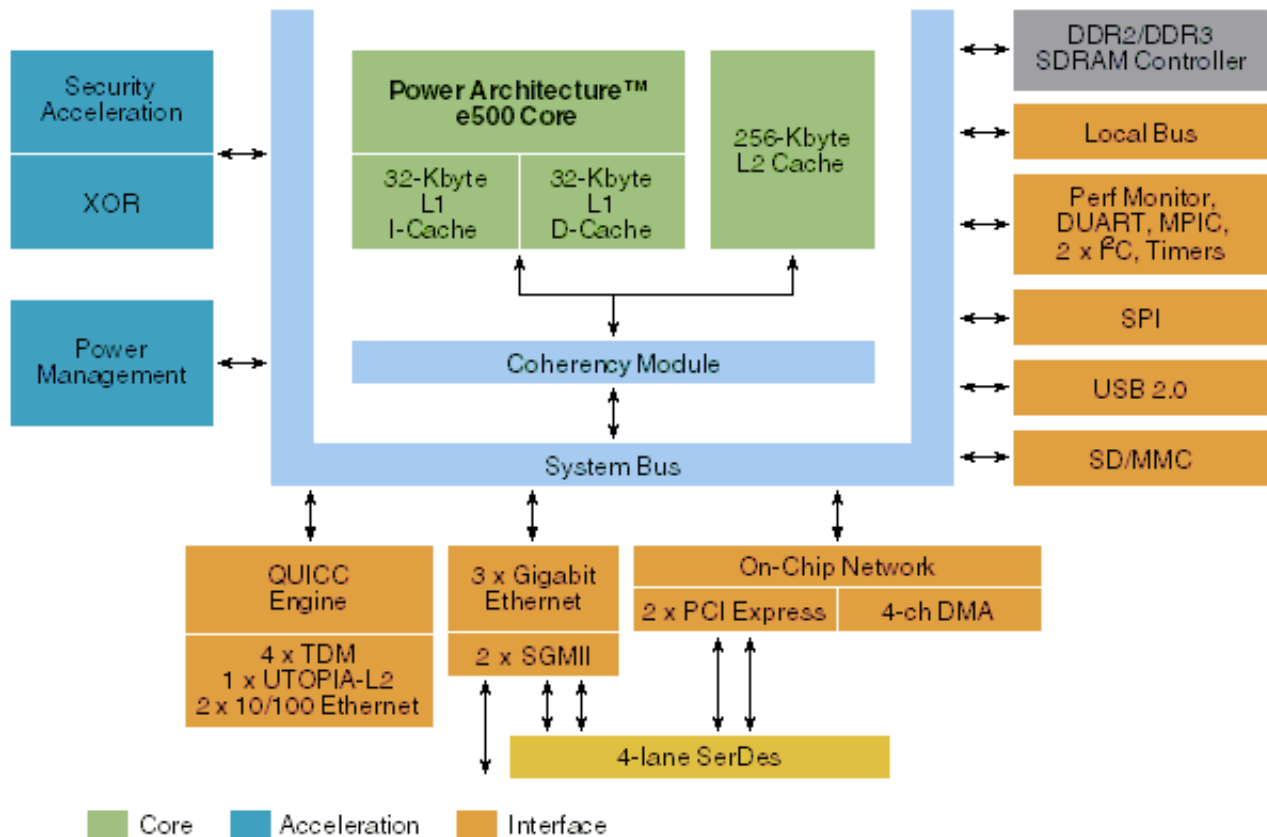 Security
Acceleration
XOR
Power
Management
Power Architecture™
e500 Core
32-Kbyte
L1
I-Cache
32-Kbyte
L1
D-Cache
256-Kbyte
L2 Cache
Coherency Module
System Bus
DDR2/DDR3
SDRAM Controller
Local Bus
Perf Monitor,
DUART, MPIC,
2 x I²C, Timers
SPI
USB 2.0
SD/MMC
QUICC
Engine
4 x TDM
1 x UTOPIA-L2
2 x 10/100 Ethernet
3 x Gigabit
Ethernet
2 x SGMII
On-Chip Network
2 x PCI Express
4-ch DMA
4-lane SerDes
Core
Acceleration
Interface